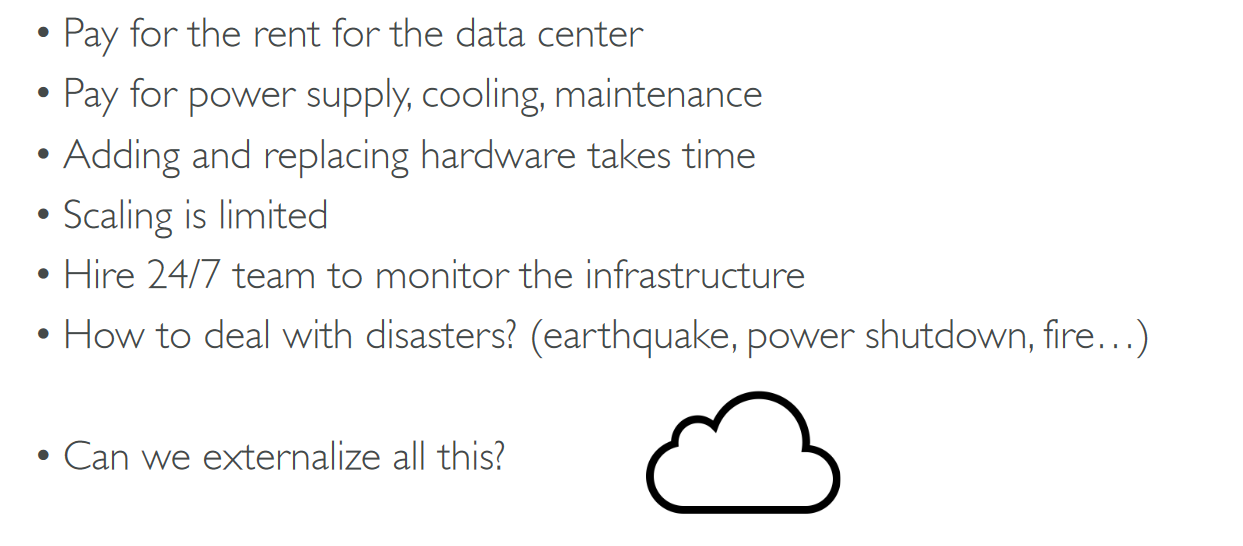 • Pay for the rent for the data center
• Pay for power supply, cooling, maintenance
• Adding and replacing hardware takes time
• Scaling is limited
• Hire 24/7 team to monitor the infrastructure
• How to deal with disasters? (earthquake, power shutdown, fire…)
• Can we externalize all this?